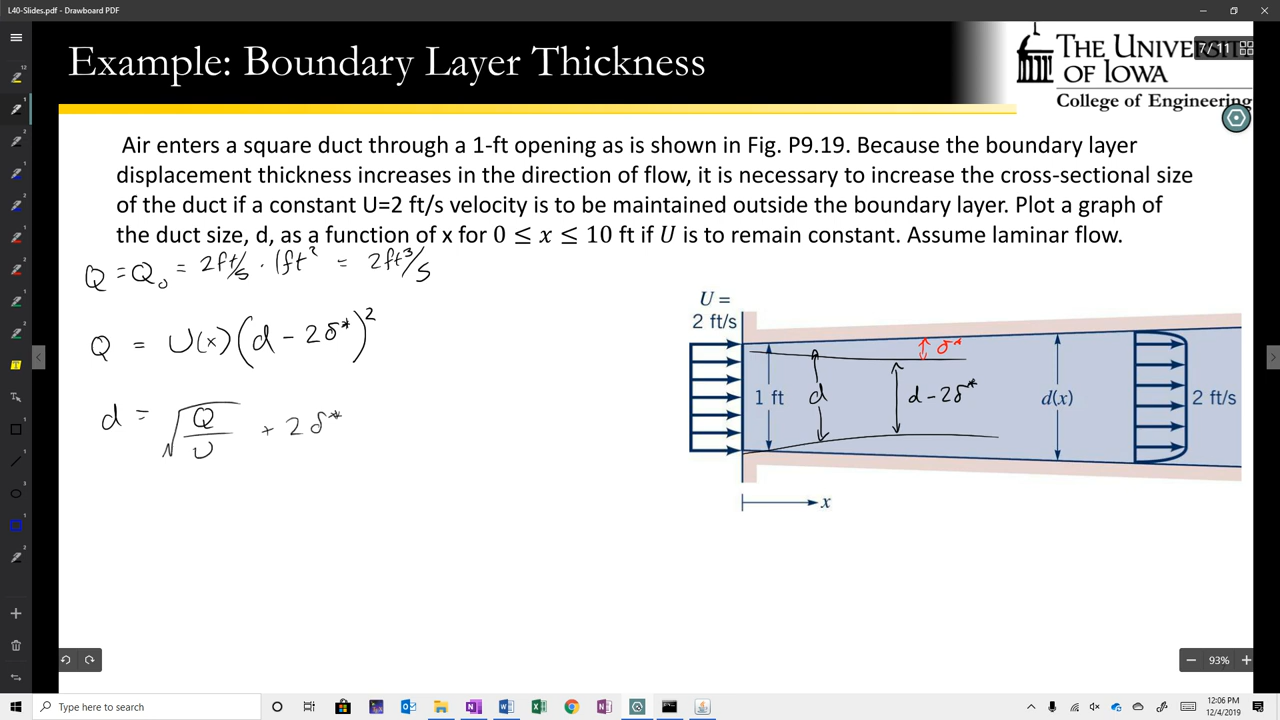 L40-Slides.pdf - Drawboard PDF
Example: Boundary Layer Thickness
THE UNIVERSITY
OF IOWA
College of Engineering
7 / 11
Air enters a square duct through a 1-ft opening as is shown in Fig. P9.19. Because the boundary layer
displacement thickness increases in the direction of flow, it is necessary to increase the cross-sectional size
of the duct if a constant U=2 ft/s velocity is to be maintained outside the boundary layer. Plot a graph of
the duct size, d, as a function of x for 0 ≤ x ≤ 10 ft if U is to remain constant. Assume laminar flow.
Q = Q₀ = 2ft/s · 1ft² = 2ft³/s
Q = U(x)(d - 2δ*)²
d = √(Q/U) + 2δ*
U =
2 ft/s
δ*
1 ft
d
d - 2δ*
d(x)
2 ft/s
x
93%
Type here to search
12:06 PM
12/4/2019